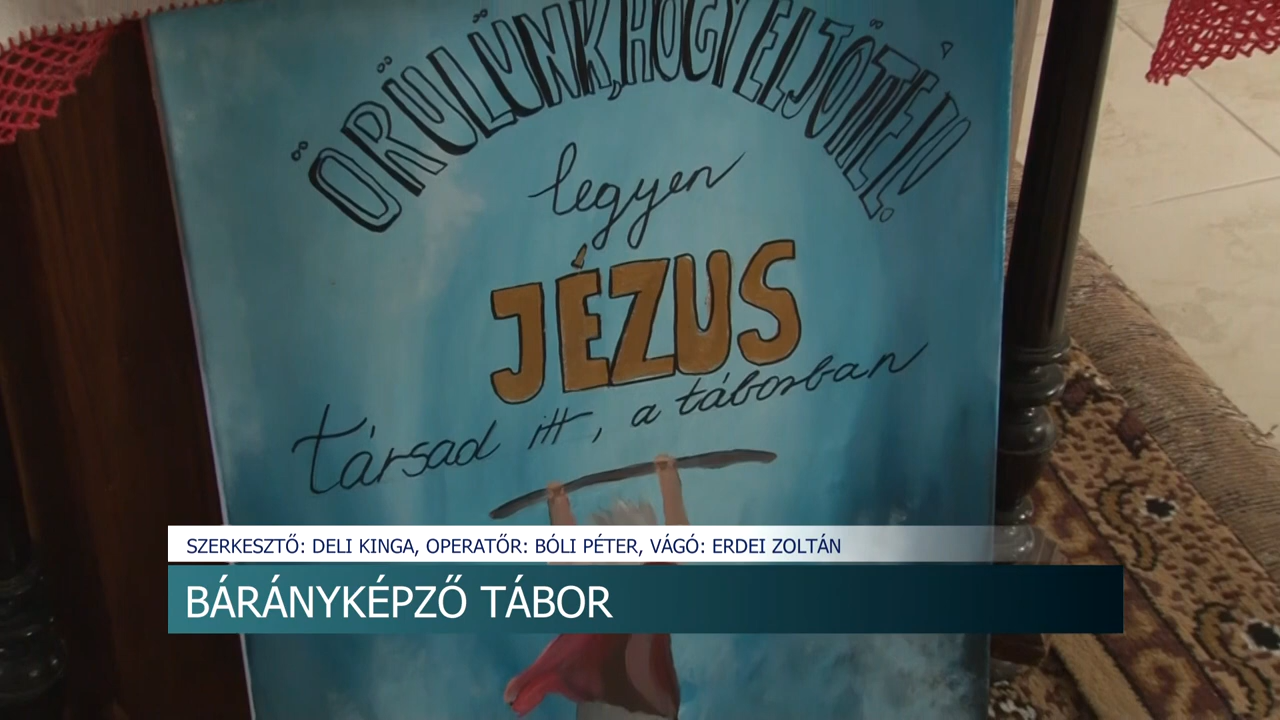 ÖRÜLÜNK, HOGY ELJÖTTÉL!
legyen
JÉZUS
társad itt, a táborban
SZERKESZTŐ: DELI KINGA, OPERATŐR: BÓLI PÉTER, VÁGÓ: ERDEI ZOLTÁN
BÁRÁNYKÉPZŐ TÁBOR